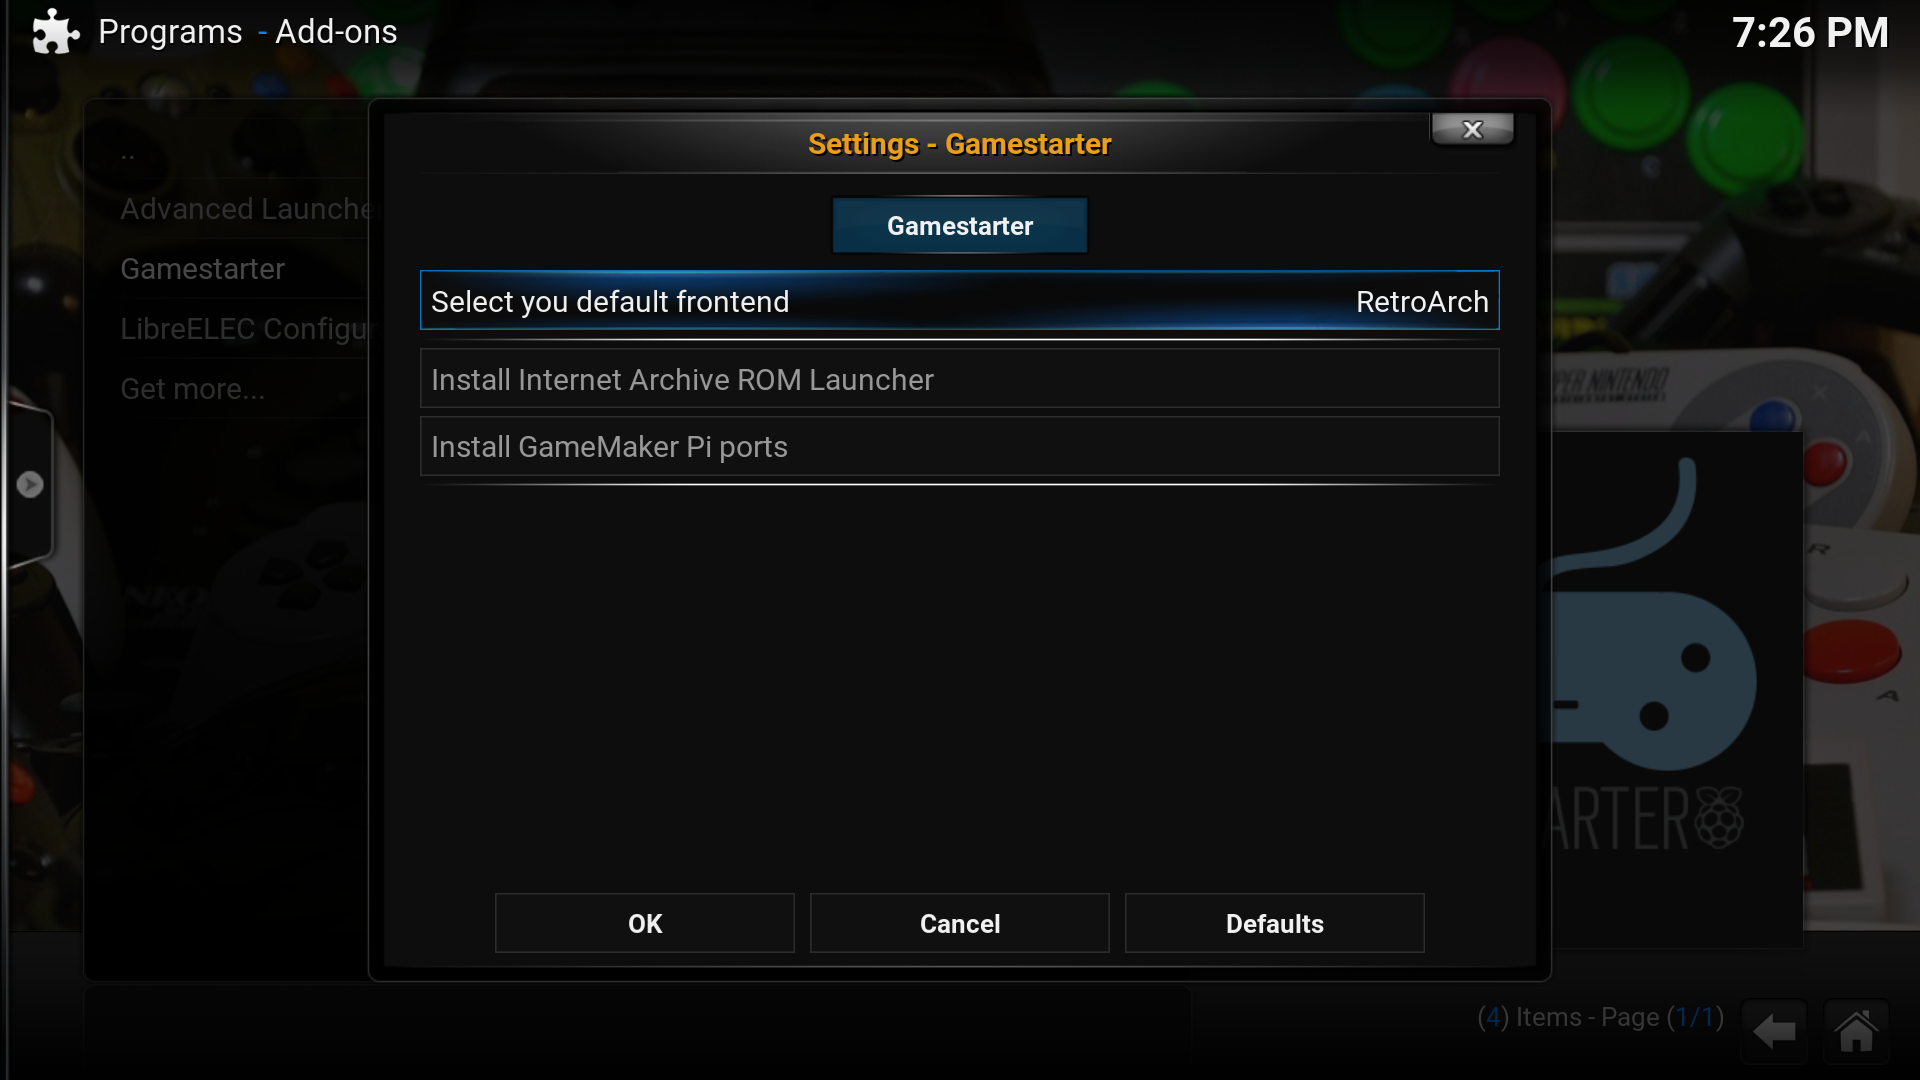 Programs - Add-ons
7:26 PM
Settings - Gamestarter
x
..
Gamestarter
Advanced Launche
Gamestarter
Select you default frontend RetroArch
LibreELEC Configu
Install Internet Archive ROM Launcher
Get more...
Install GameMaker Pi ports
NEO
X
A
R
A
ARTER
OK Cancel Defaults
(4) Items - Page (1/1)